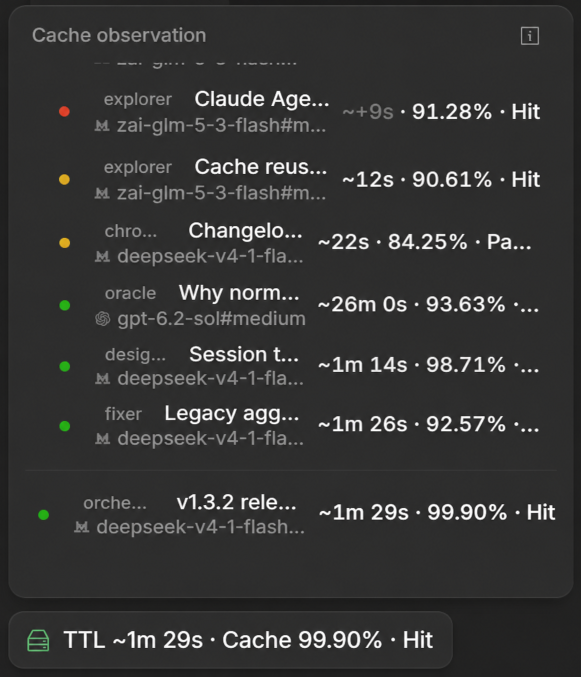 Cache observation
explorer Claude Age... ~+9s · 91.28% · Hit
zai-glm-5-3-flash#m...
explorer Cache reus... ~12s · 90.61% · Hit
zai-glm-5-3-flash#m...
chro... Changelo... ~22s · 84.25% · Pa...
deepseek-v4-1-fla...
oracle Why norm... ~26m 0s · 93.63% ·...
gpt-6.2-sol#medium
desig... Session t... ~1m 14s · 98.71% ·...
deepseek-v4-1-fla...
fixer Legacy agg... ~1m 26s · 92.57% ·...
deepseek-v4-1-fla...
orche... v1.3.2 rele... ~1m 29s · 99.90% · Hit
deepseek-v4-1-flash...
TTL ~1m 29s · Cache 99.90% · Hit